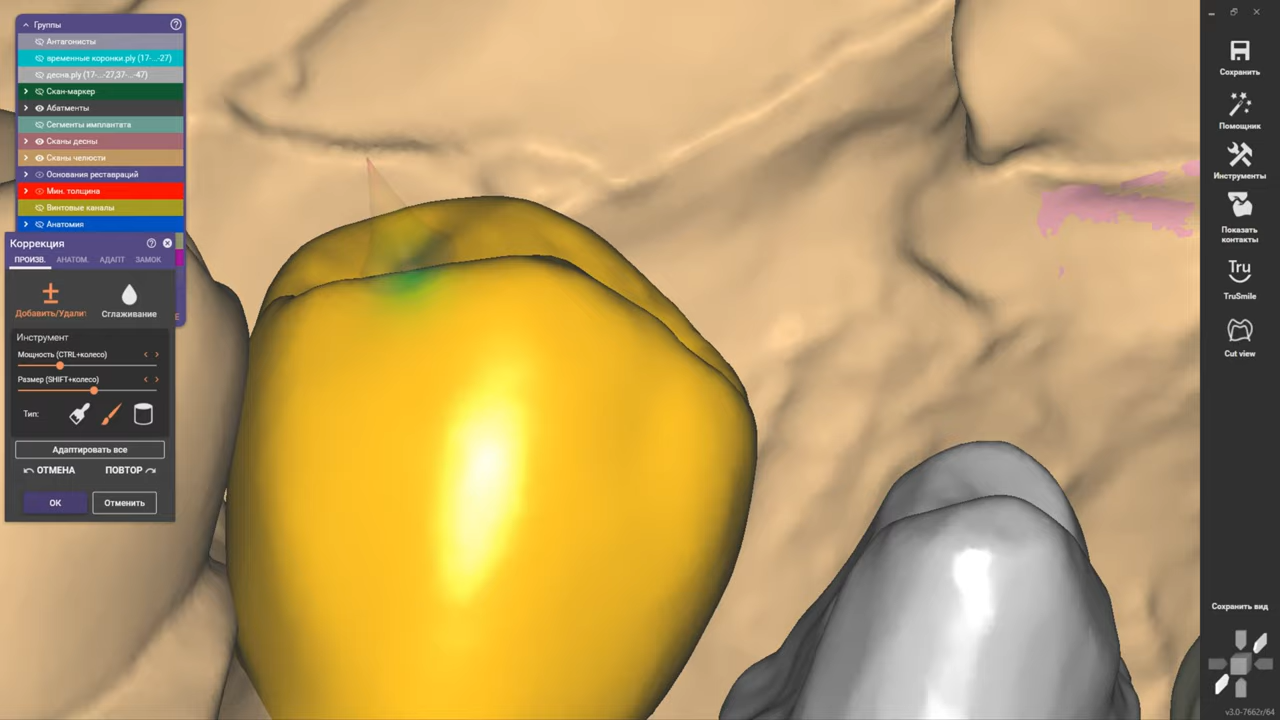 Группы
Антагонисты
временные коронки.ply (17-...-27)
десна.ply (17-...-27,37-...-47)
Скан-маркер
Абатменты
Сегменты имплантата
Сканы десны
Сканы челюсти
Основания реставраций
Мин. толщина
Винтовые каналы
Анатомия
Коррекция
ПРОИЗВ. АНАТОМ. АДАПТ ЗАМОК
Добавить/Удалит Сглаживание
Инструмент
Мощность (CTRL+колесо)
Размер (SHIFT+колесо)
Тип:
Адаптировать все
ОТМЕНА ПОВТОР
ОК Отменить
Сохранить
Помощник
Инструменты
Показать
контакты
Tru
TruSmile
Cut view
Сохранить вид
v3.0-7662r/64